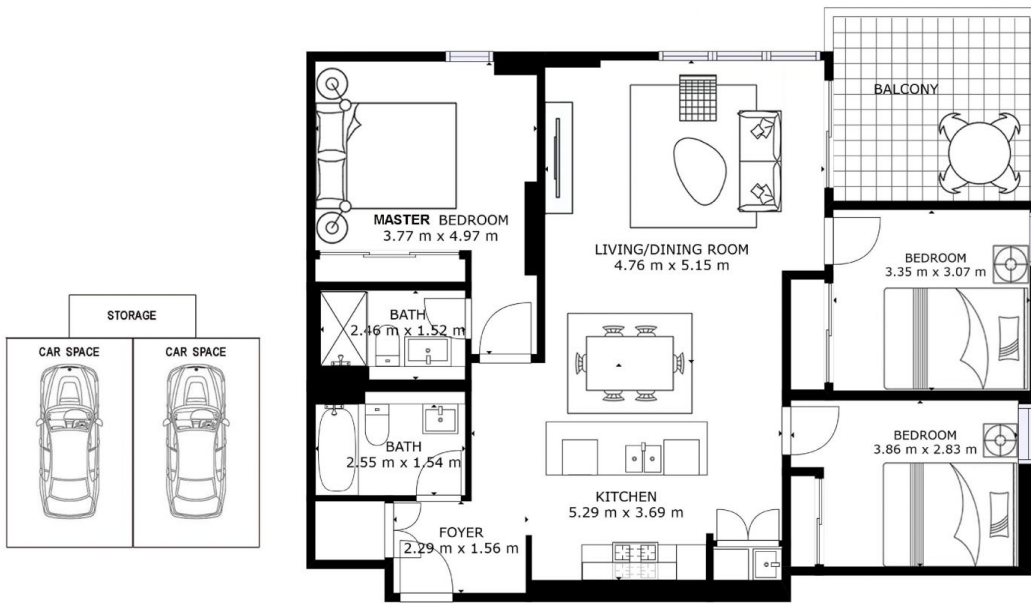 BALCONY
MASTER BEDROOM
3.77 m x 4.97 m
LIVING/DINING ROOM
4.76 m x 5.15 m
BEDROOM
3.35 m x 3.07 m
STORAGE
BATH
2.46 m x 1.52 m
CAR SPACE
CAR SPACE
BATH
2.55 m x 1.54 m
BEDROOM
3.86 m x 2.83 m
KITCHEN
5.29 m x 3.69 m
FOYER
2.29 m x 1.56 m